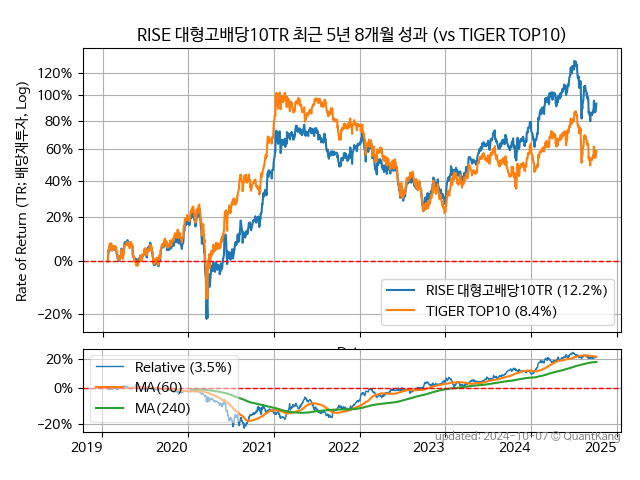 RISE 대형고배당10TR 최근 5년 8개월 성과 (vs TIGER TOP10)
Rate of Return (TR: 배당재투자, Log)
120%
100%
80%
60%
40%
20%
0%
−20%
RISE 대형고배당10TR (12.2%)
TIGER TOP10 (8.4%)
20%
0%
−20%
Relative (3.5%)
MA(60)
MA(240)
2019 2020 2021 2022 2023 2024 2025
updated: 2024-10-07 © QuantKang